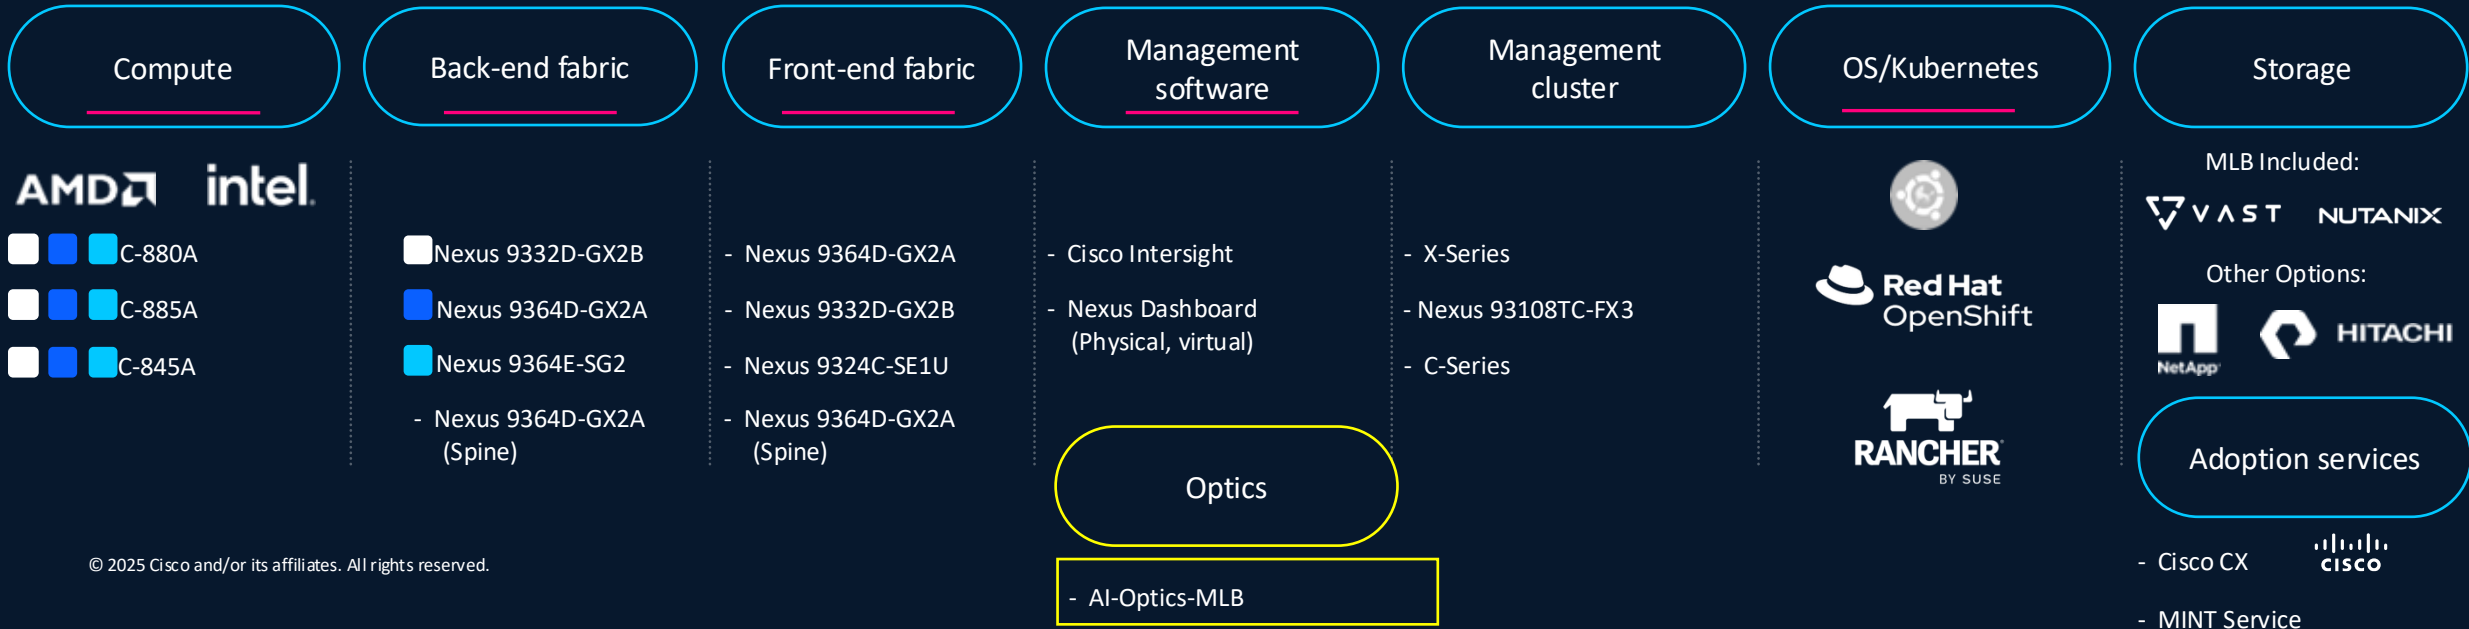 Compute
AMD intel.
C-880A
C-885A
C-845A
Back-end fabric
Nexus 9332D-GX2B
Nexus 9364D-GX2A
Nexus 9364E-SG2
- Nexus 9364D-GX2A
(Spine)
Front-end fabric
- Nexus 9364D-GX2A
- Nexus 9332D-GX2B
- Nexus 9324C-SE1U
- Nexus 9364D-GX2A
(Spine)
Management
software
- Cisco Intersight
- Nexus Dashboard
(Physical, virtual)
Optics
- AI-Optics-MLB
Management
cluster
- X-Series
- Nexus 93108TC-FX3
- C-Series
OS/Kubernetes
Red Hat
OpenShift
RANCHER
BY SUSE
Storage
MLB Included:
VAST NUTANIX
Other Options:
NetApp HITACHI
Adoption services
- Cisco CX
CISCO
- MINT Service
© 2025 Cisco and/or its affiliates. All rights reserved.